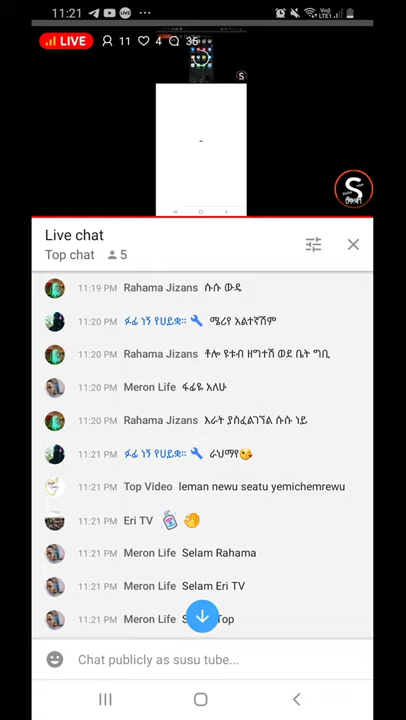 11:21
LIVE 11 4 35
S
09:41
Live chat
Top chat 5
11:19 PM Rahama Jizans ሱሱ ውዴ
11:20 PM ፉፊ ነኝ የሀይቋ። ሜሪየ አልተኛሽም
11:20 PM Rahama Jizans ቶሎ ዩቱብ ዘግተሽ ወደ ቤት ግቢ
11:20 PM Meron Life ፋፊዬ አለሁ
11:20 PM Rahama Jizans እራት ያስፈልገኘል ሱሱ ነይ
11:21 PM ፉፊ ነኝ የሀይቋ። ራህማየ😘
11:21 PM Top Video leman newu seatu yemichemrewu
11:21 PM Eri TV
11:21 PM Meron Life Selam Rahama
11:21 PM Meron Life Selam Eri TV
11:21 PM Meron Life Top
Chat publicly as susu tube...